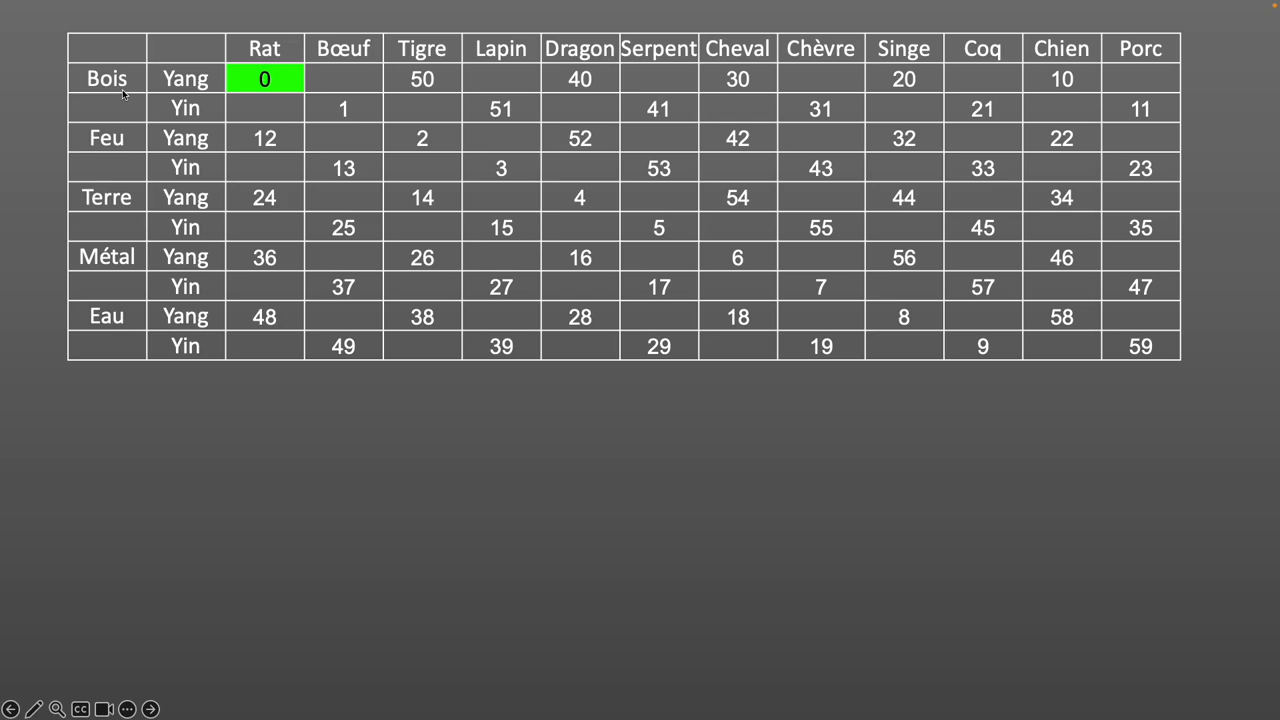 Rat Bœuf Tigre Lapin Dragon Serpent Cheval Chèvre Singe Coq Chien Porc
Bois Yang 0 50 40 30 20 10
Yin 1 51 41 31 21 11
Feu Yang 12 2 52 42 32 22
Yin 13 3 53 43 33 23
Terre Yang 24 14 4 54 44 34
Yin 25 15 5 55 45 35
Métal Yang 36 26 16 6 56 46
Yin 37 27 17 7 57 47
Eau Yang 48 38 28 18 8 58
Yin 49 39 29 19 9 59
CC